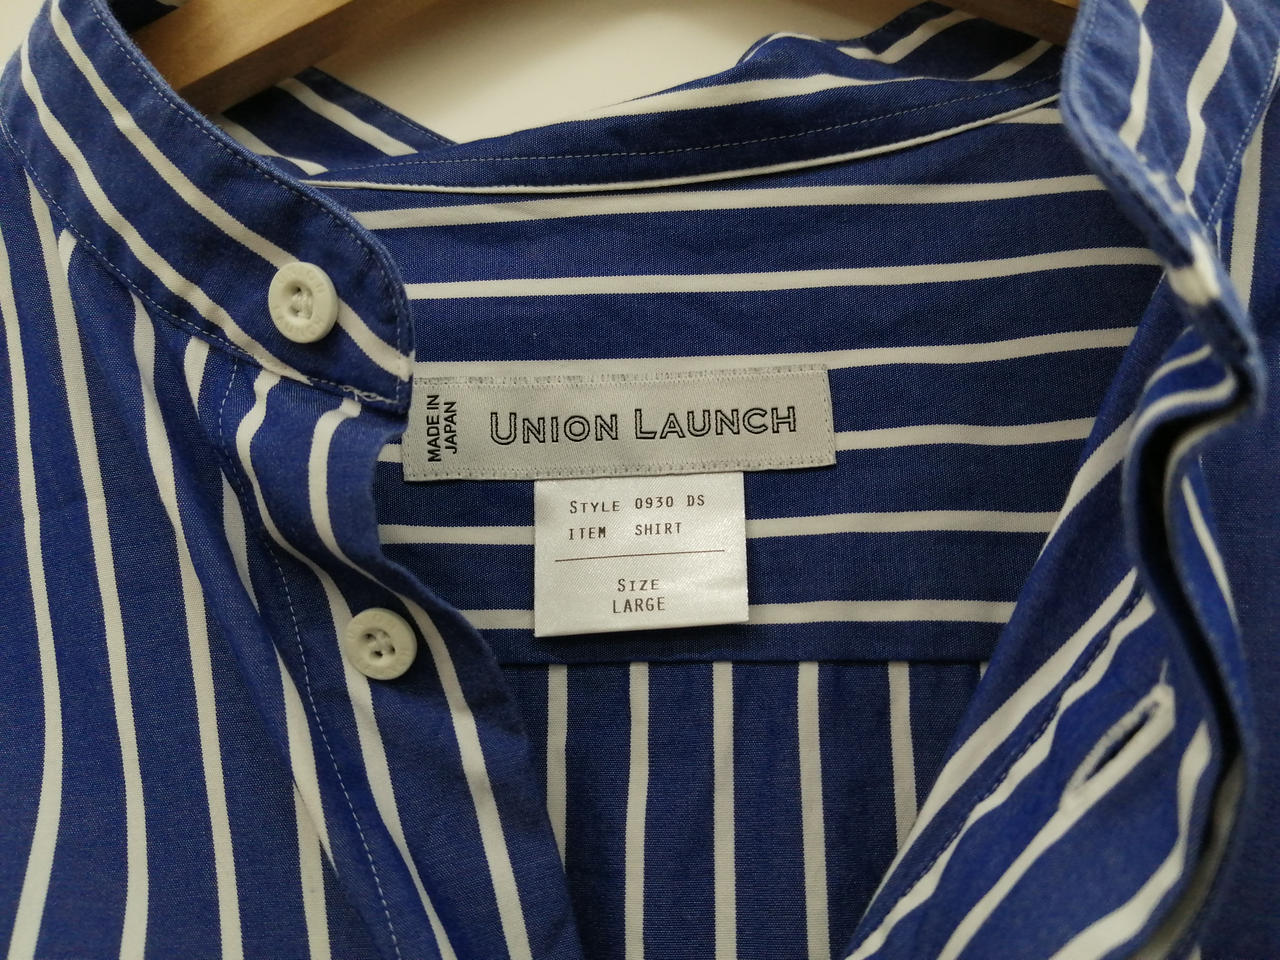 MADE IN
JAPAN
UNION LAUNCH
STYLE 0930 DS
ITEM SHIRT
SIZE
LARGE